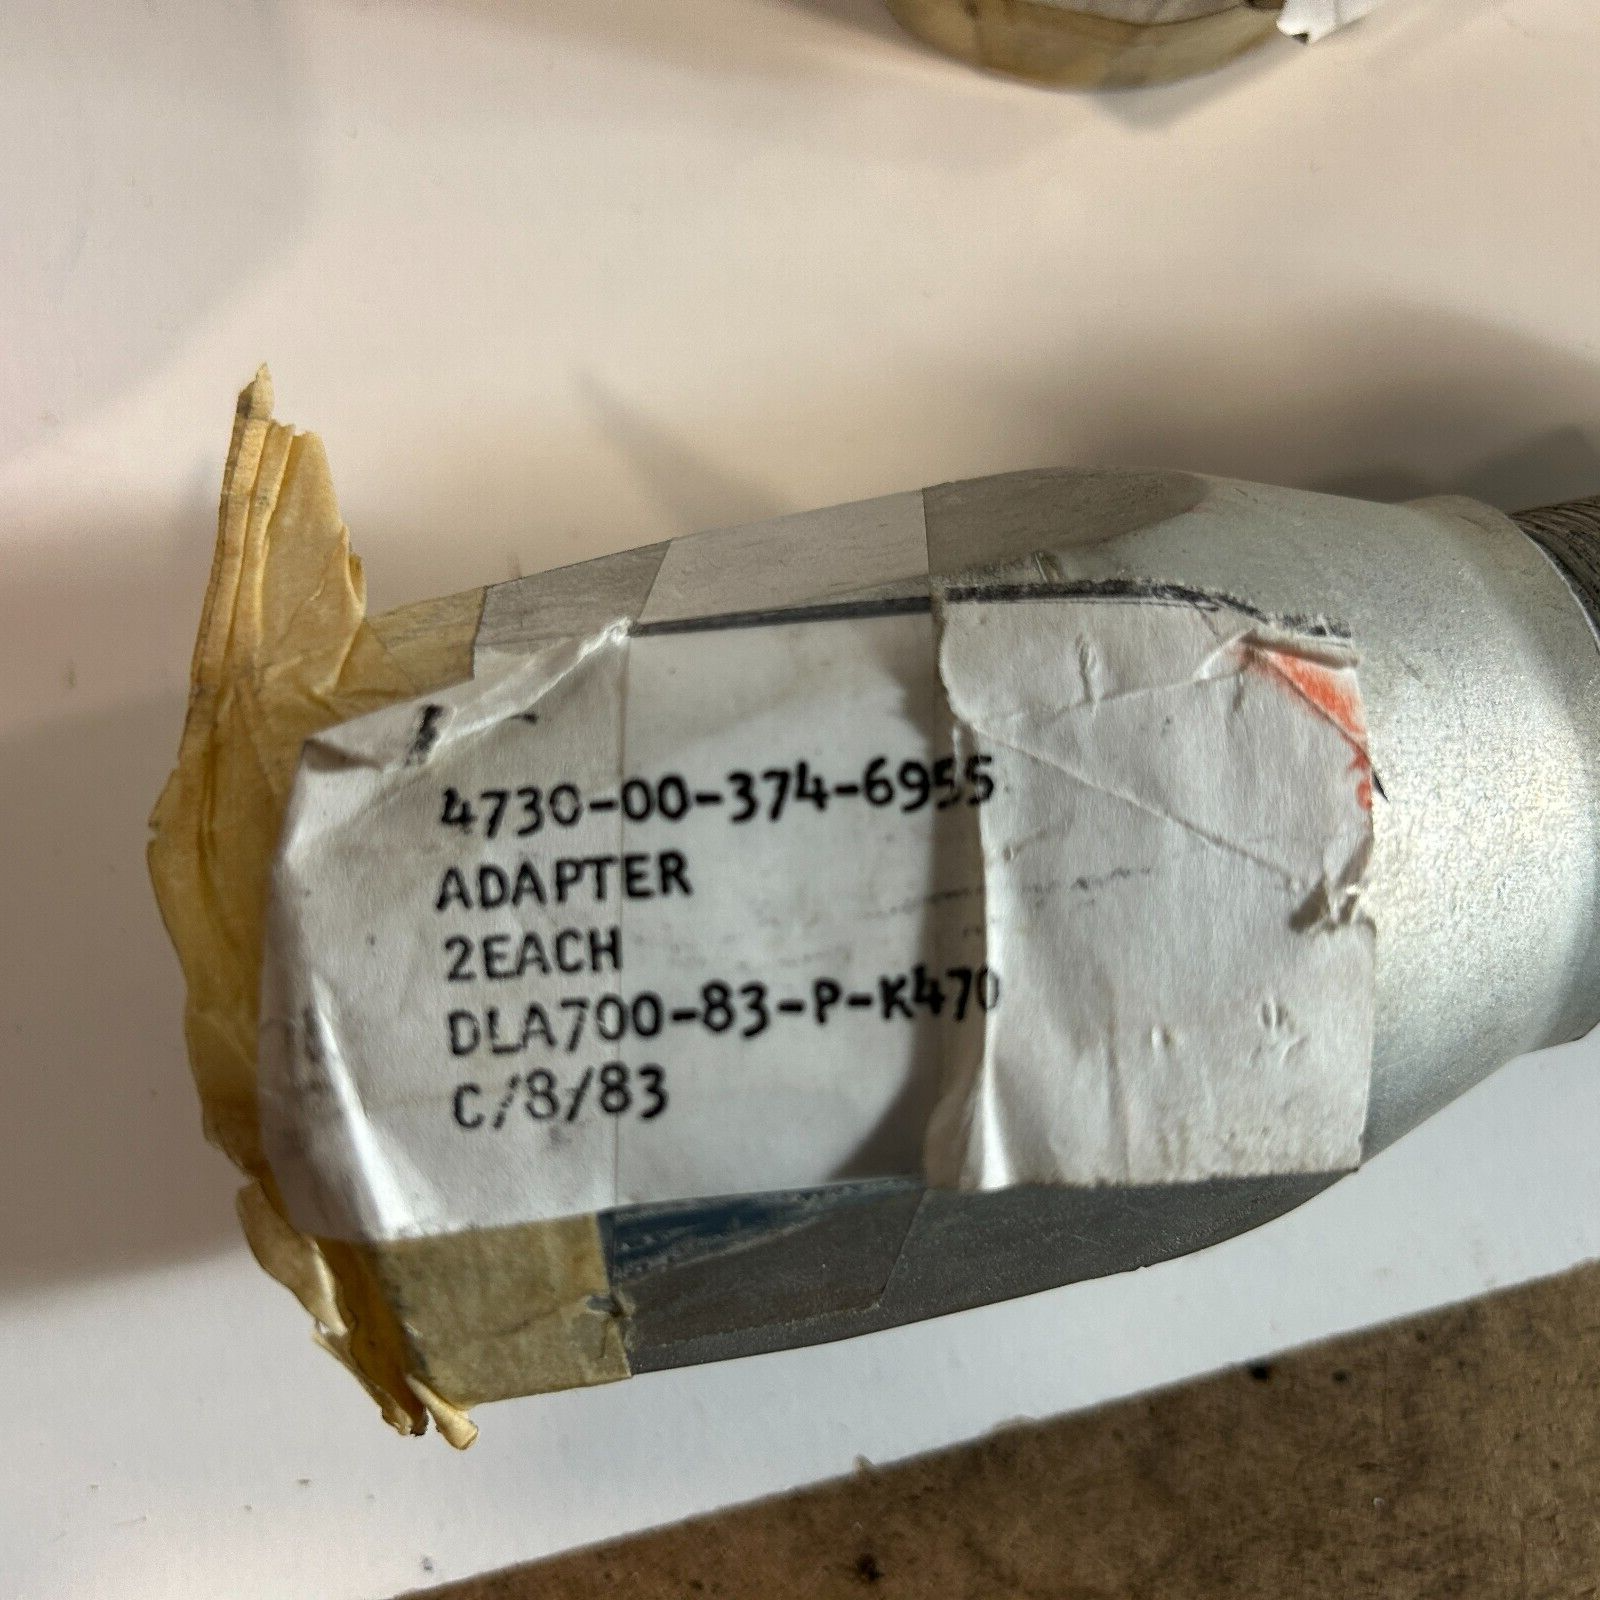 4730-00-374-6955
ADAPTER
2EACH
DLA700-83-P-K470
C/8/83